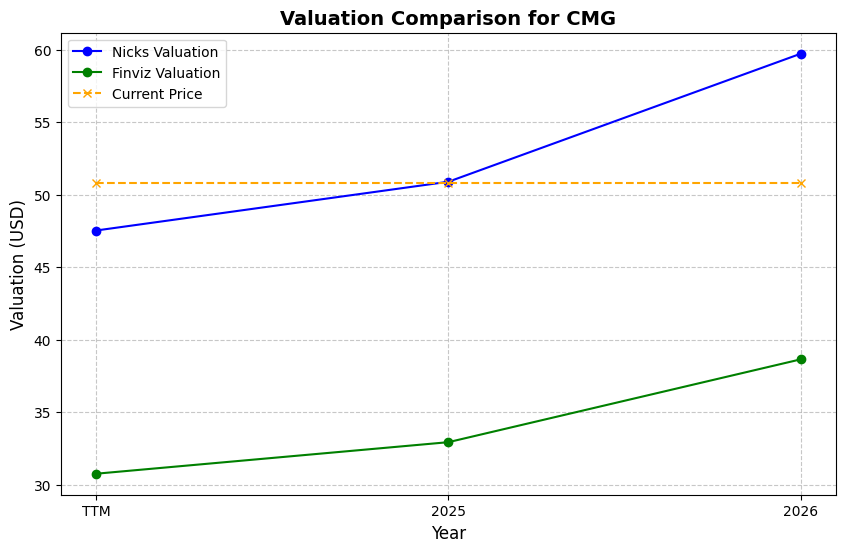 Valuation Comparison for CMG
Nicks Valuation
Finviz Valuation
Current Price
Valuation (USD)
60
55
50
45
40
35
30
TTM
2025
2026
Year